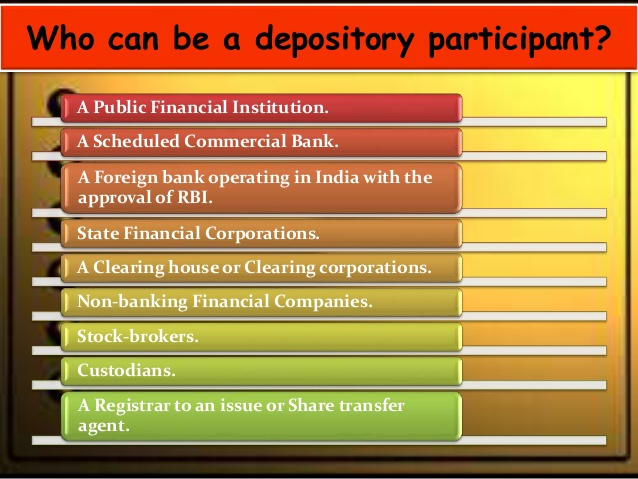 Who can be a depository participant?
A Public Financial Institution.
A Scheduled Commercial Bank.
A Foreign bank operating in India with the
approval of RBI.
State Financial Corporations.
A Clearing house or Clearing corporations.
Non-banking Financial Companies.
Stock-brokers.
Custodians.
A Registrar to an issue or Share transfer
agent.